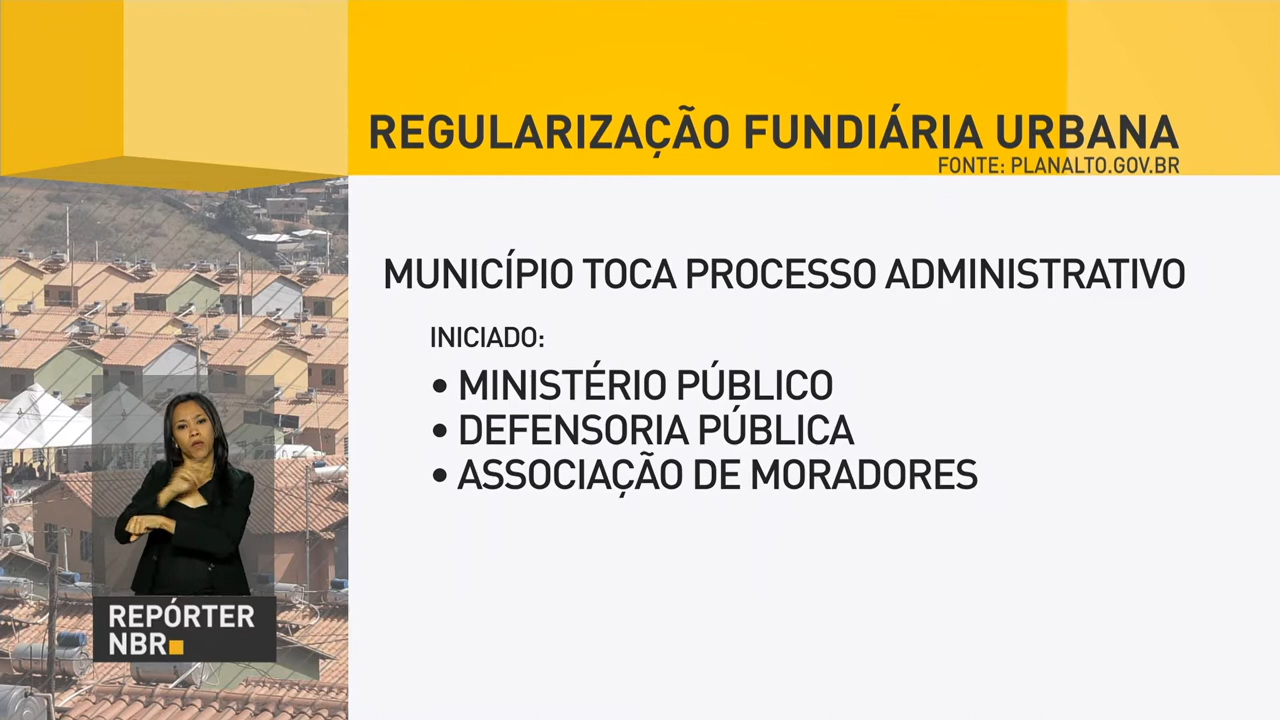 REGULARIZAÇÃO FUNDIÁRIA URBANA
FONTE: PLANALTO.GOV.BR
MUNICÍPIO TOCA PROCESSO ADMINISTRATIVO
INICIADO:
• MINISTÉRIO PÚBLICO
• DEFENSORIA PÚBLICA
• ASSOCIAÇÃO DE MORADORES
REPÓRTER
NBR